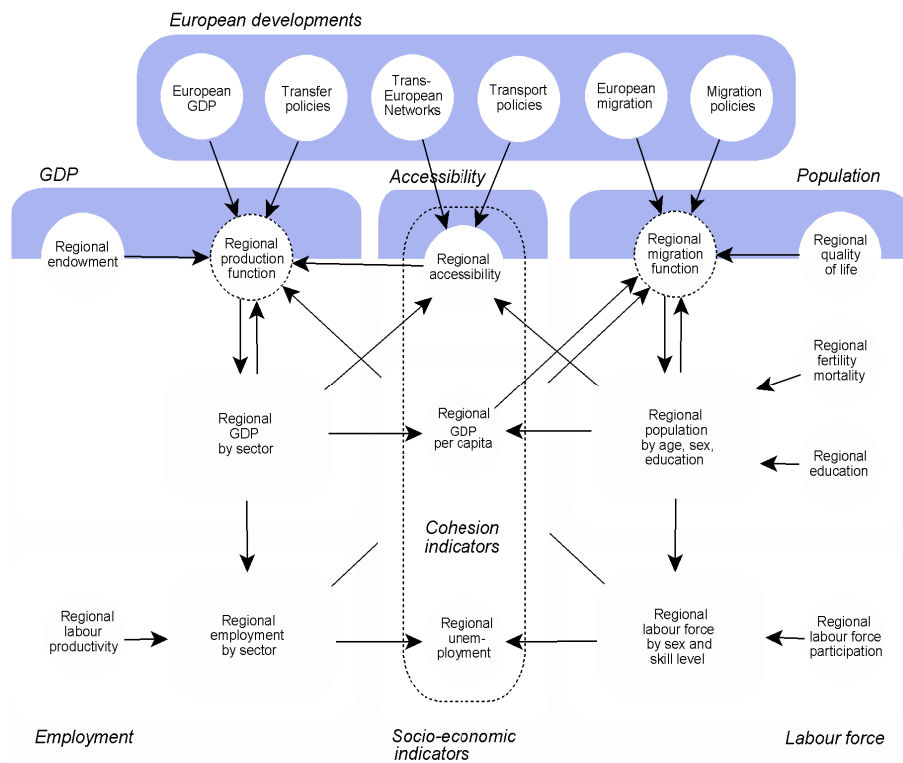 European developments
European
GDP
Transfer
policies
Trans-
European
Networks
Transport
policies
European
migration
Migration
policies
GDP
Accessibility
Population
Regional
endowment
Regional
production
function
Regional
accessibility
Regional
migration
function
Regional
quality
of life
Regional
fertility
mortality
Regional
GDP
by sector
Regional
GDP
per capita
Regional
population
by age, sex,
education
Regional
education
Cohesion
indicators
Regional
labour
productivity
Regional
employment
by sector
Regional
unem-
ployment
Regional
labour force
by sex and
skill level
Regional
labour force
participation
Employment
Socio-economic
indicators
Labour force